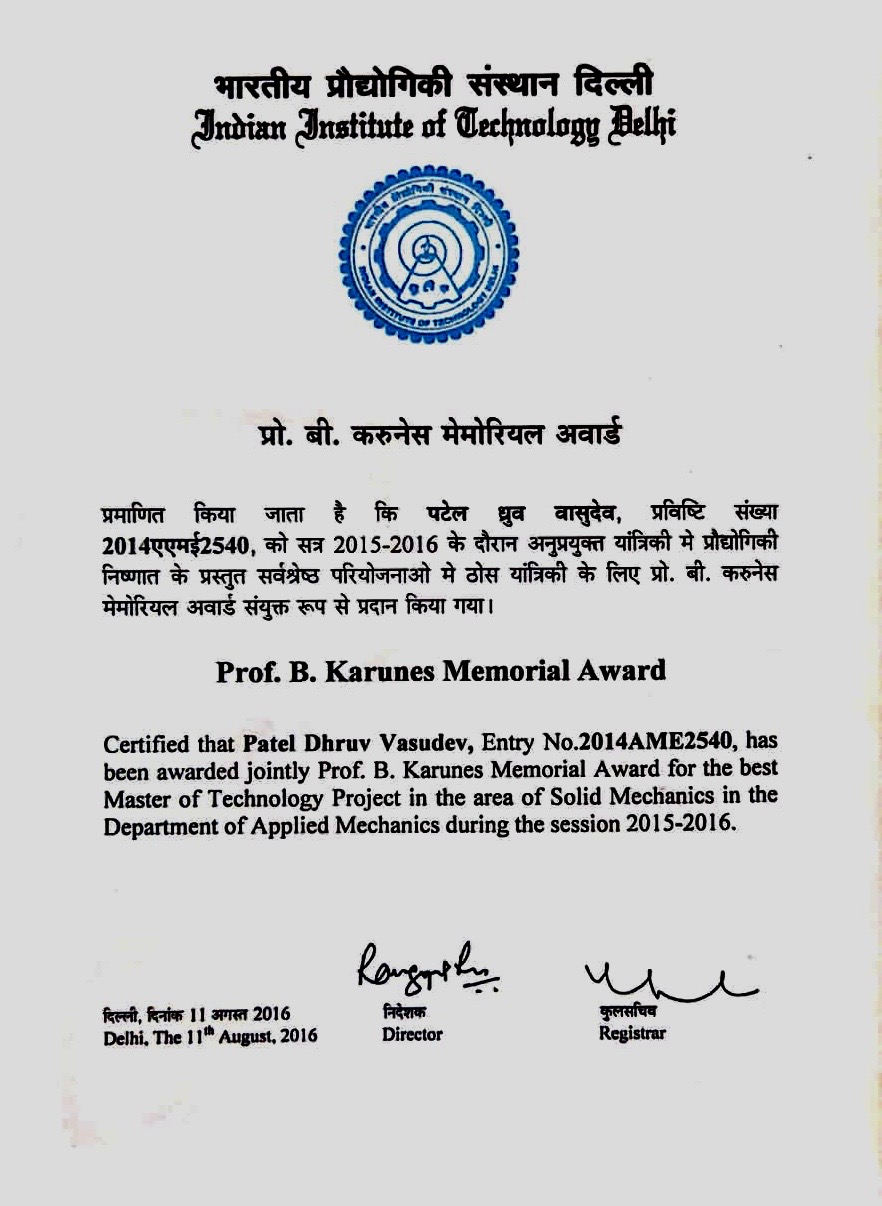 भारतीय प्रौद्योगिकी संस्थान दिल्ली
Indian Institute of Technology Delhi
भारतीय प्रौद्योगिकी संस्थान दिल्ली
INDIAN INSTITUTE OF TECHNOLOGY DELHI
प्रो. बी. करुनेस मेमोरियल अवार्ड
प्रमाणित किया जाता है कि पटेल ध्रुव वासुदेव, प्रविष्टि संख्या
2014एएमई2540, को सत्र 2015-2016 के दौरान अनुप्रयुक्त यांत्रिकी मे प्रौद्योगिकी
निष्णात के प्रस्तुत सर्वश्रेष्ठ परियोजनाओ मे ठोस यांत्रिकी के लिए प्रो. बी. करुनेस
मेमोरियल अवार्ड संयुक्त रूप से प्रदान किया गया।
Prof. B. Karunes Memorial Award
Certified that Patel Dhruv Vasudev, Entry No.2014AME2540, has
been awarded jointly Prof. B. Karunes Memorial Award for the best
Master of Technology Project in the area of Solid Mechanics in the
Department of Applied Mechanics during the session 2015-2016.
दिल्ली, दिनांक 11 अगस्त 2016
Delhi, The 11th August, 2016
निदेशक
Director
कुलसचिव
Registrar